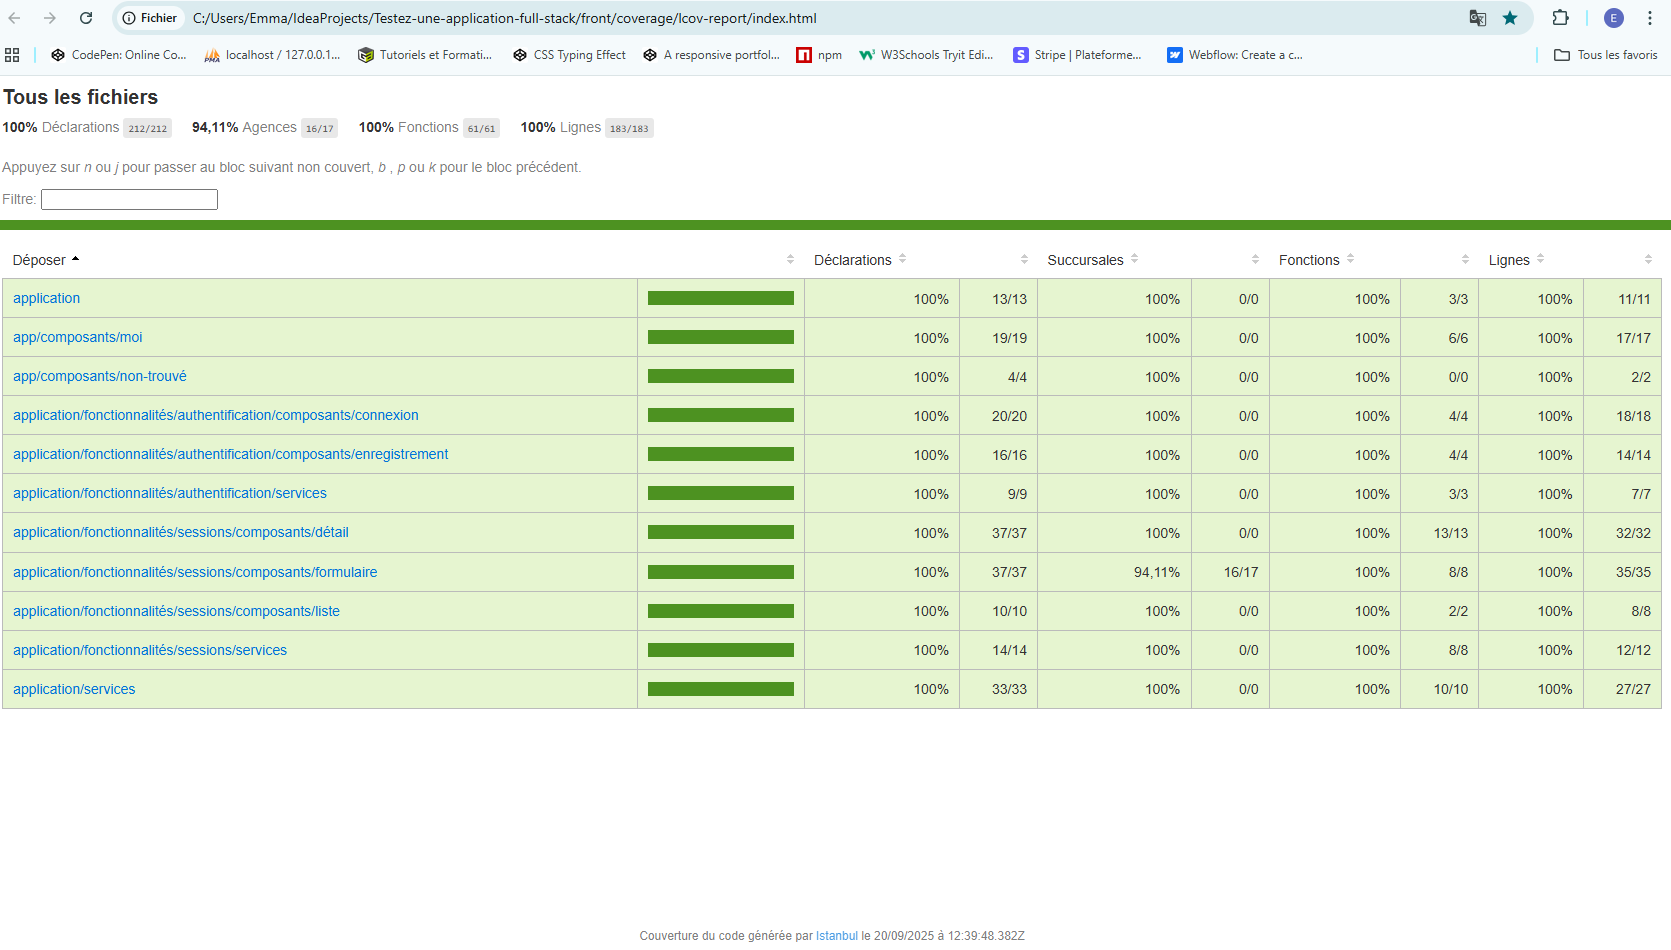 Fichier C:/Users/Emma/IdeaProjects/Testez-une-application-full-stack/front/coverage/lcov-report/index.html E
CodePen: Online Co... localhost / 127.0.0.1... Tutoriels et Formati... CSS Typing Effect A responsive portfol... npm W3Schools Tryit Edi... Stripe | Plateforme... Webflow: Create a c... Tous les favoris
Tous les fichiers
100% Déclarations 212/212 94,11% Agences 16/17 100% Fonctions 61/61 100% Lignes 183/183
Appuyez sur n ou j pour passer au bloc suivant non couvert, b , p ou k pour le bloc précédent.
Filtre:
Déposer Déclarations Succursales Fonctions Lignes
application 100% 13/13 100% 0/0 100% 3/3 100% 11/11
app/composants/moi 100% 19/19 100% 0/0 100% 6/6 100% 17/17
app/composants/non-trouvé 100% 4/4 100% 0/0 100% 0/0 100% 2/2
application/fonctionnalités/authentification/composants/connexion 100% 20/20 100% 0/0 100% 4/4 100% 18/18
application/fonctionnalités/authentification/composants/enregistrement 100% 16/16 100% 0/0 100% 4/4 100% 14/14
application/fonctionnalités/authentification/services 100% 9/9 100% 0/0 100% 3/3 100% 7/7
application/fonctionnalités/sessions/composants/détail 100% 37/37 100% 0/0 100% 13/13 100% 32/32
application/fonctionnalités/sessions/composants/formulaire 100% 37/37 94,11% 16/17 100% 8/8 100% 35/35
application/fonctionnalités/sessions/composants/liste 100% 10/10 100% 0/0 100% 2/2 100% 8/8
application/fonctionnalités/sessions/services 100% 14/14 100% 0/0 100% 8/8 100% 12/12
application/services 100% 33/33 100% 0/0 100% 10/10 100% 27/27
Couverture du code générée par Istanbul le 20/09/2025 à 12:39:48.382Z